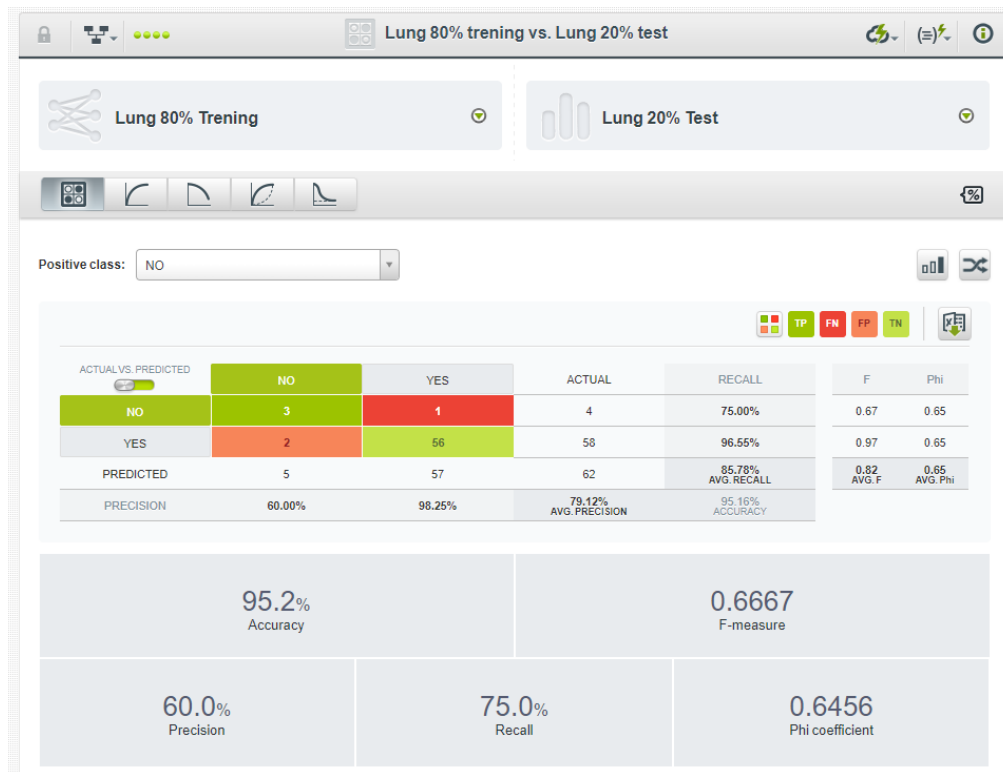 Lung 80% trening vs. Lung 20% test
Lung 80% Trening
Lung 20% Test
Positive class: NO
TP FN FP TN
ACTUAL VS. PREDICTED NO YES ACTUAL RECALL F Phi
NO 3 1 4 75.00% 0.67 0.65
YES 2 56 58 96.55% 0.97 0.65
PREDICTED 5 57 62 85.78% AVG. RECALL 0.82 AVG. F 0.65 AVG. Phi
PRECISION 60.00% 98.25% 79.12% AVG. PRECISION 95.16% ACCURACY
95.2%
Accuracy
0.6667
F-measure
60.0%
Precision
75.0%
Recall
0.6456
Phi coefficient